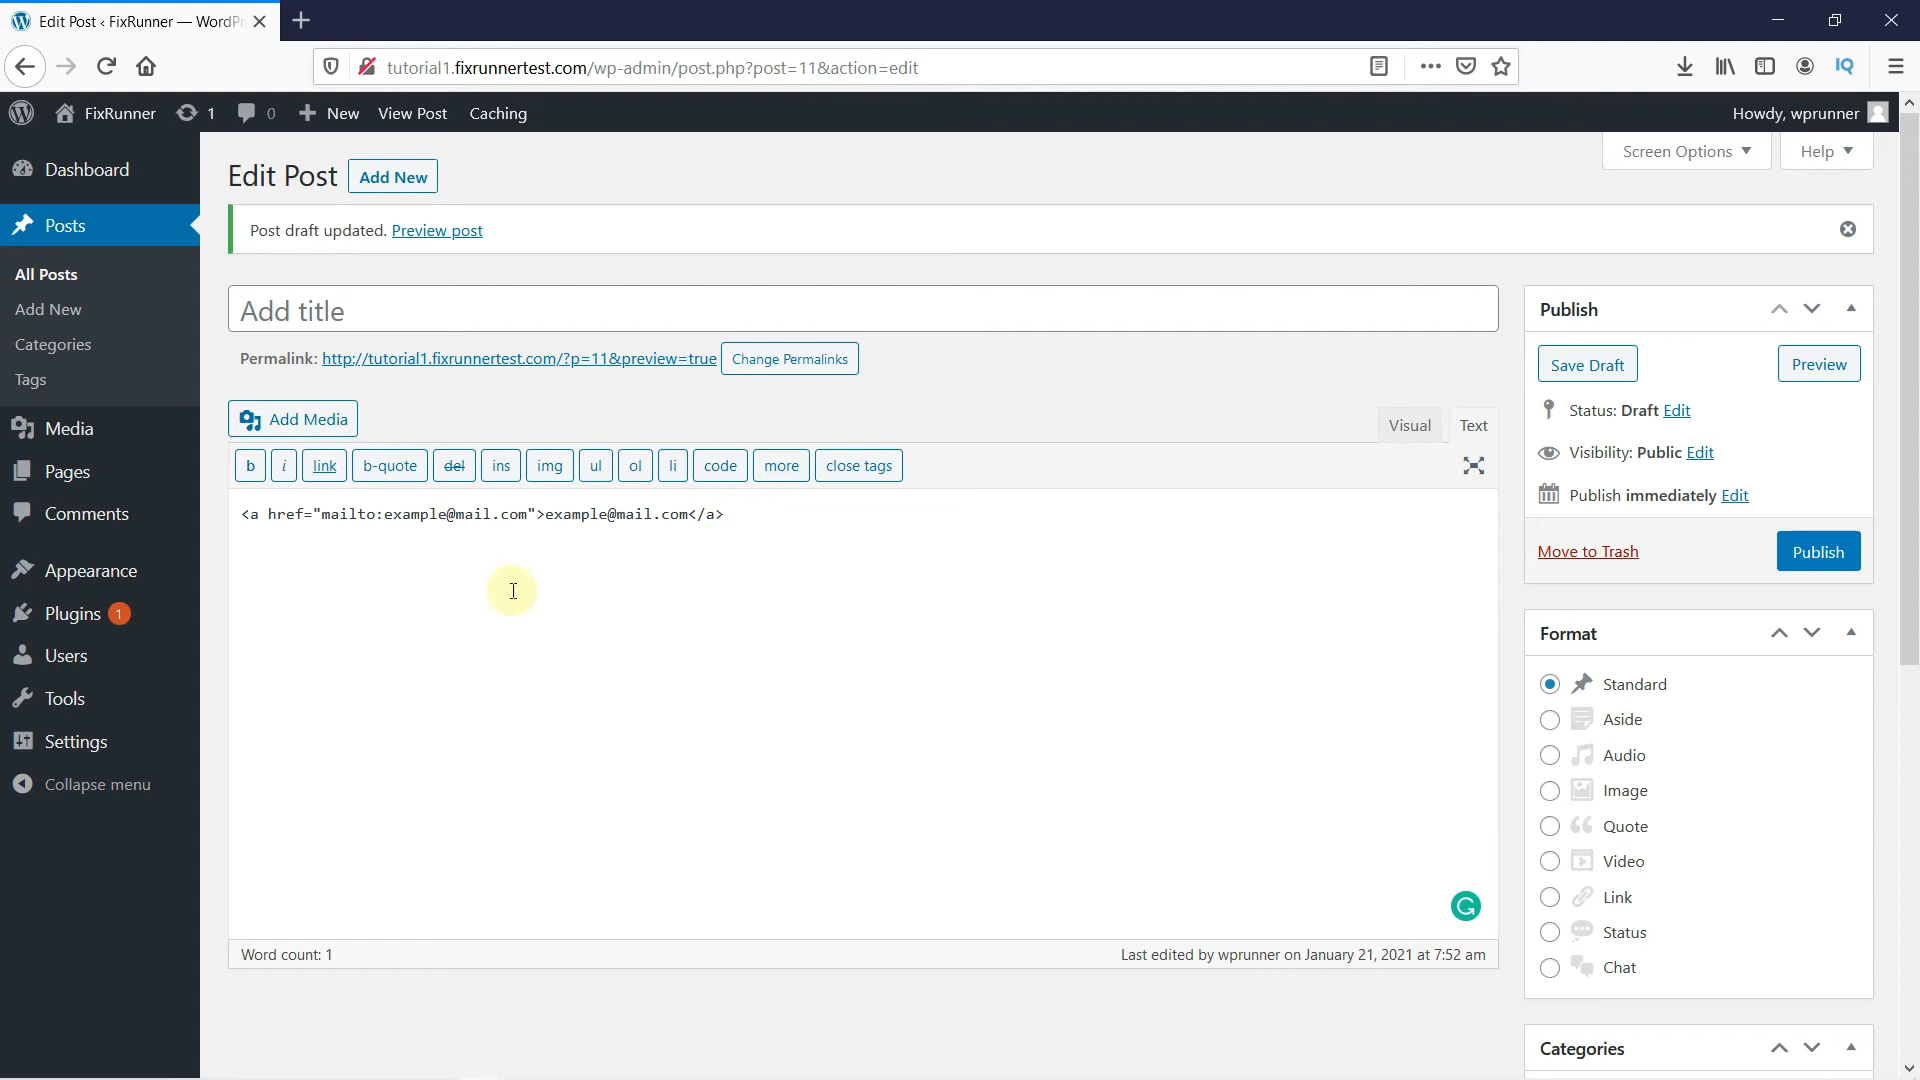 Edit Post ‹ FixRunner — WordPr
tutorial1.fixrunnertest.com/wp-admin/post.php?post=11&action=edit
IQ
FixRunner 1 0 New View Post Caching Howdy, wprunner
Dashboard
Posts
All Posts
Add New
Categories
Tags
Media
Pages
Comments
Appearance
Plugins 1
Users
Tools
Settings
Collapse menu
Edit Post Add New
Screen Options Help
Post draft updated. Preview post
Add title
Permalink: http://tutorial1.fixrunnertest.com/?p=11&preview=true Change Permalinks
Add Media
Visual Text
b i link b-quote del ins img ul ol li code more close tags
<a href="mailto:example@mail.com">example@mail.com</a>
Word count: 1
Last edited by wprunner on January 21, 2021 at 7:52 am
Publish
Save Draft Preview
Status: Draft Edit
Visibility: Public Edit
Publish immediately Edit
Move to Trash Publish
Format
Standard
Aside
Audio
Image
Quote
Video
Link
Status
Chat
Categories